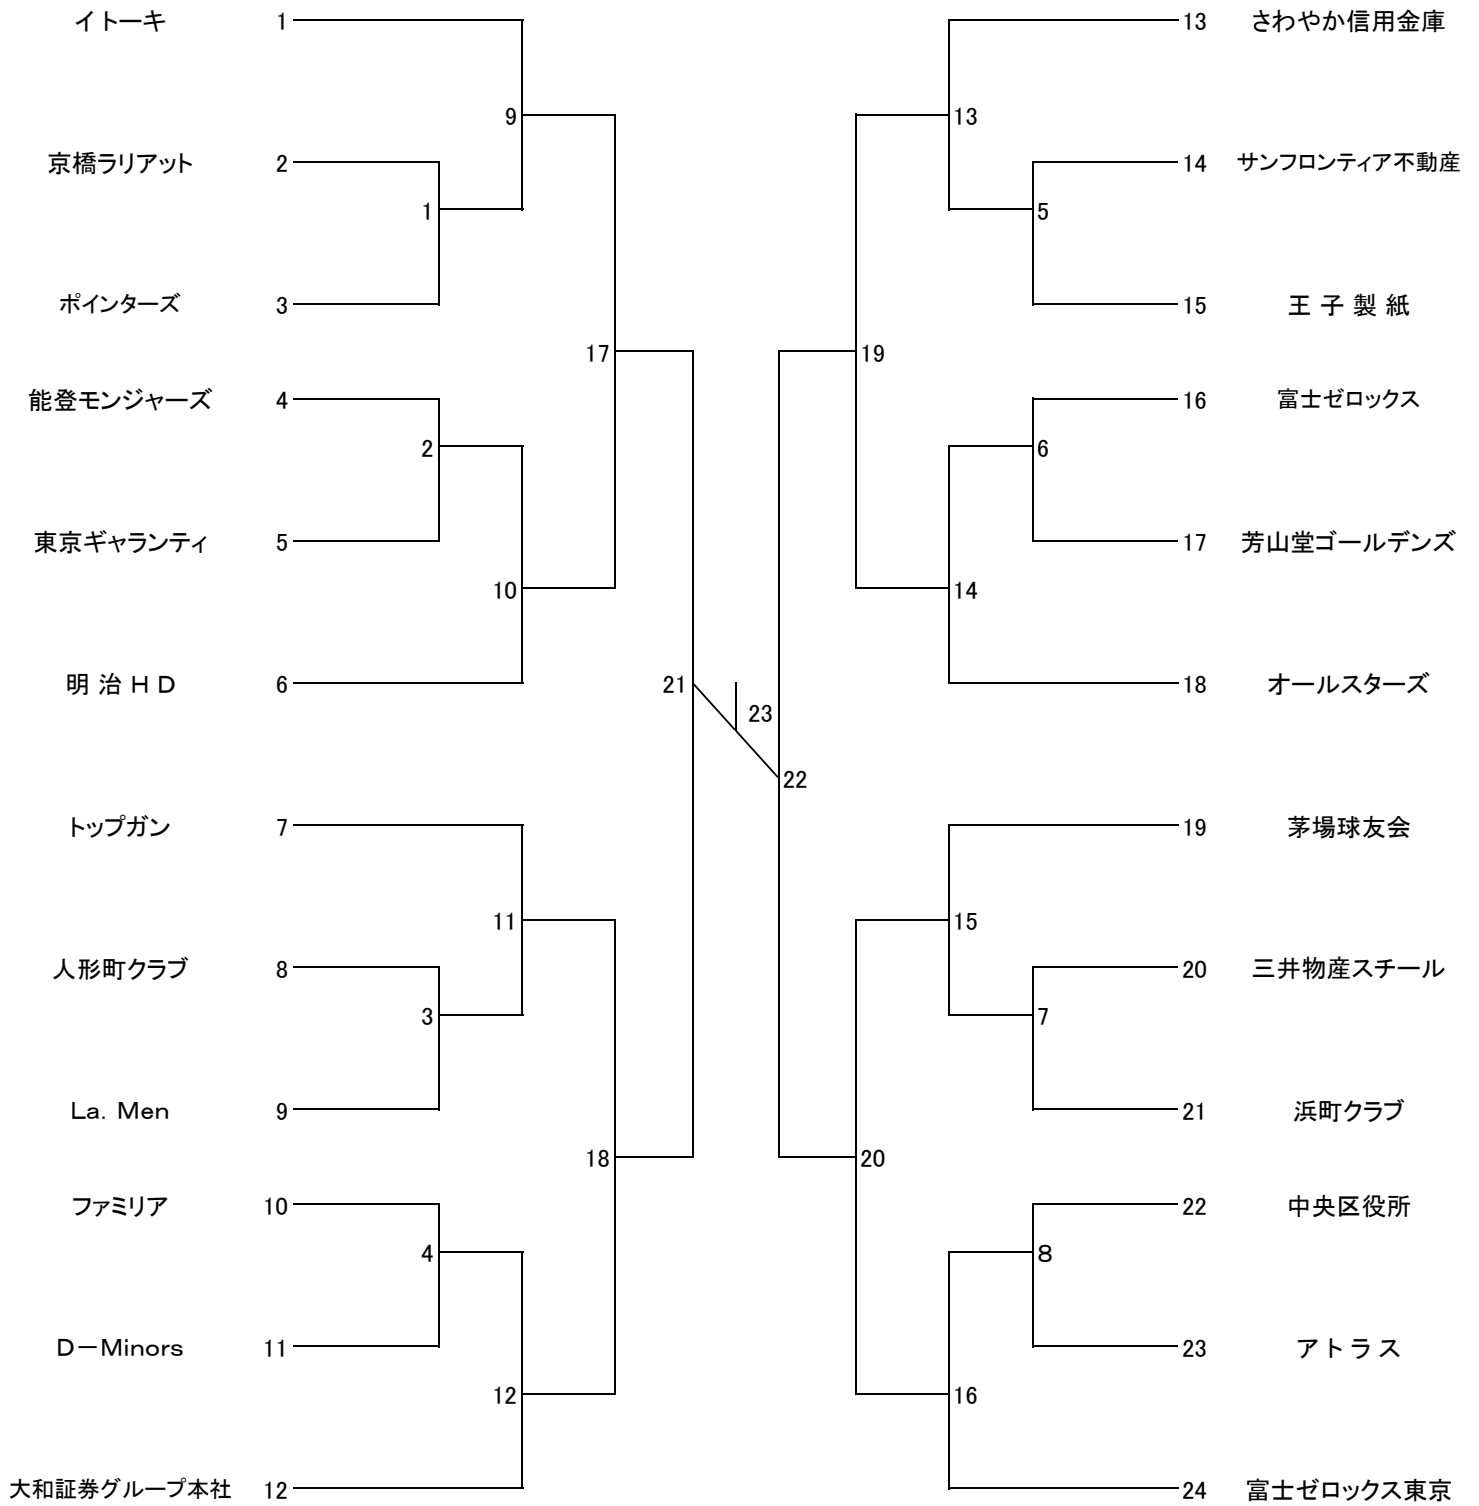 イトーキ 1 13 さわやか信用金庫
9 13
京橋ラリアット 2 14 サンフロンティア不動産
1 5
ポインターズ 3 15 王子製紙
17 19
能登モンジャーズ 4 16 富士ゼロックス
2 6
東京ギャランティ 5 17 芳山堂ゴールデンズ
10 14
明治HD 6 21 18 オールスターズ
23
22
トップガン 7 19 茅場球友会
11 15
人形町クラブ 8 20 三井物産スチール
3 7
La. Men 9 21 浜町クラブ
18 20
ファミリア 10 22 中央区役所
4 8
D-Minors 11 23 アトラス
12 16
大和証券グループ本社 12 24 富士ゼロックス東京